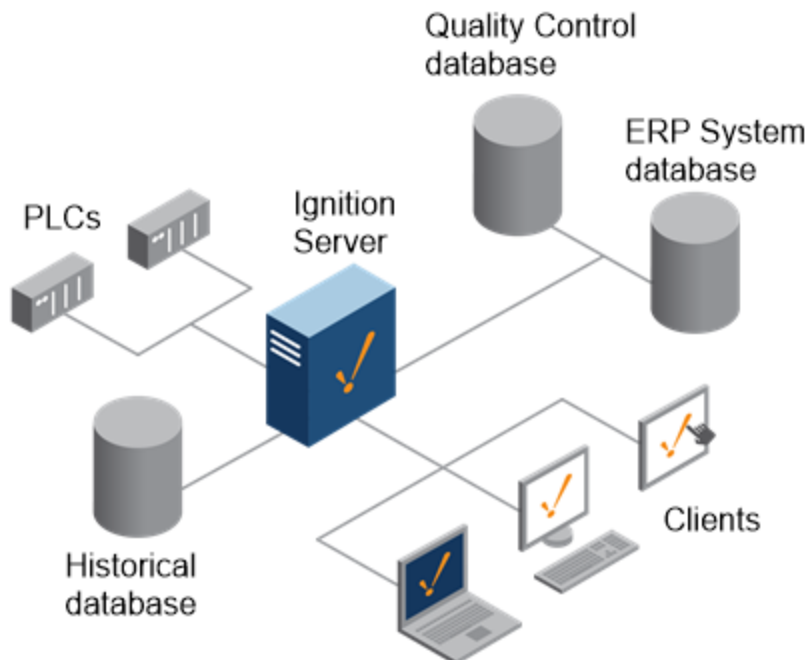 Quality Control
database
ERP System
database
PLCs
Ignition
Server
Clients
Historical
database